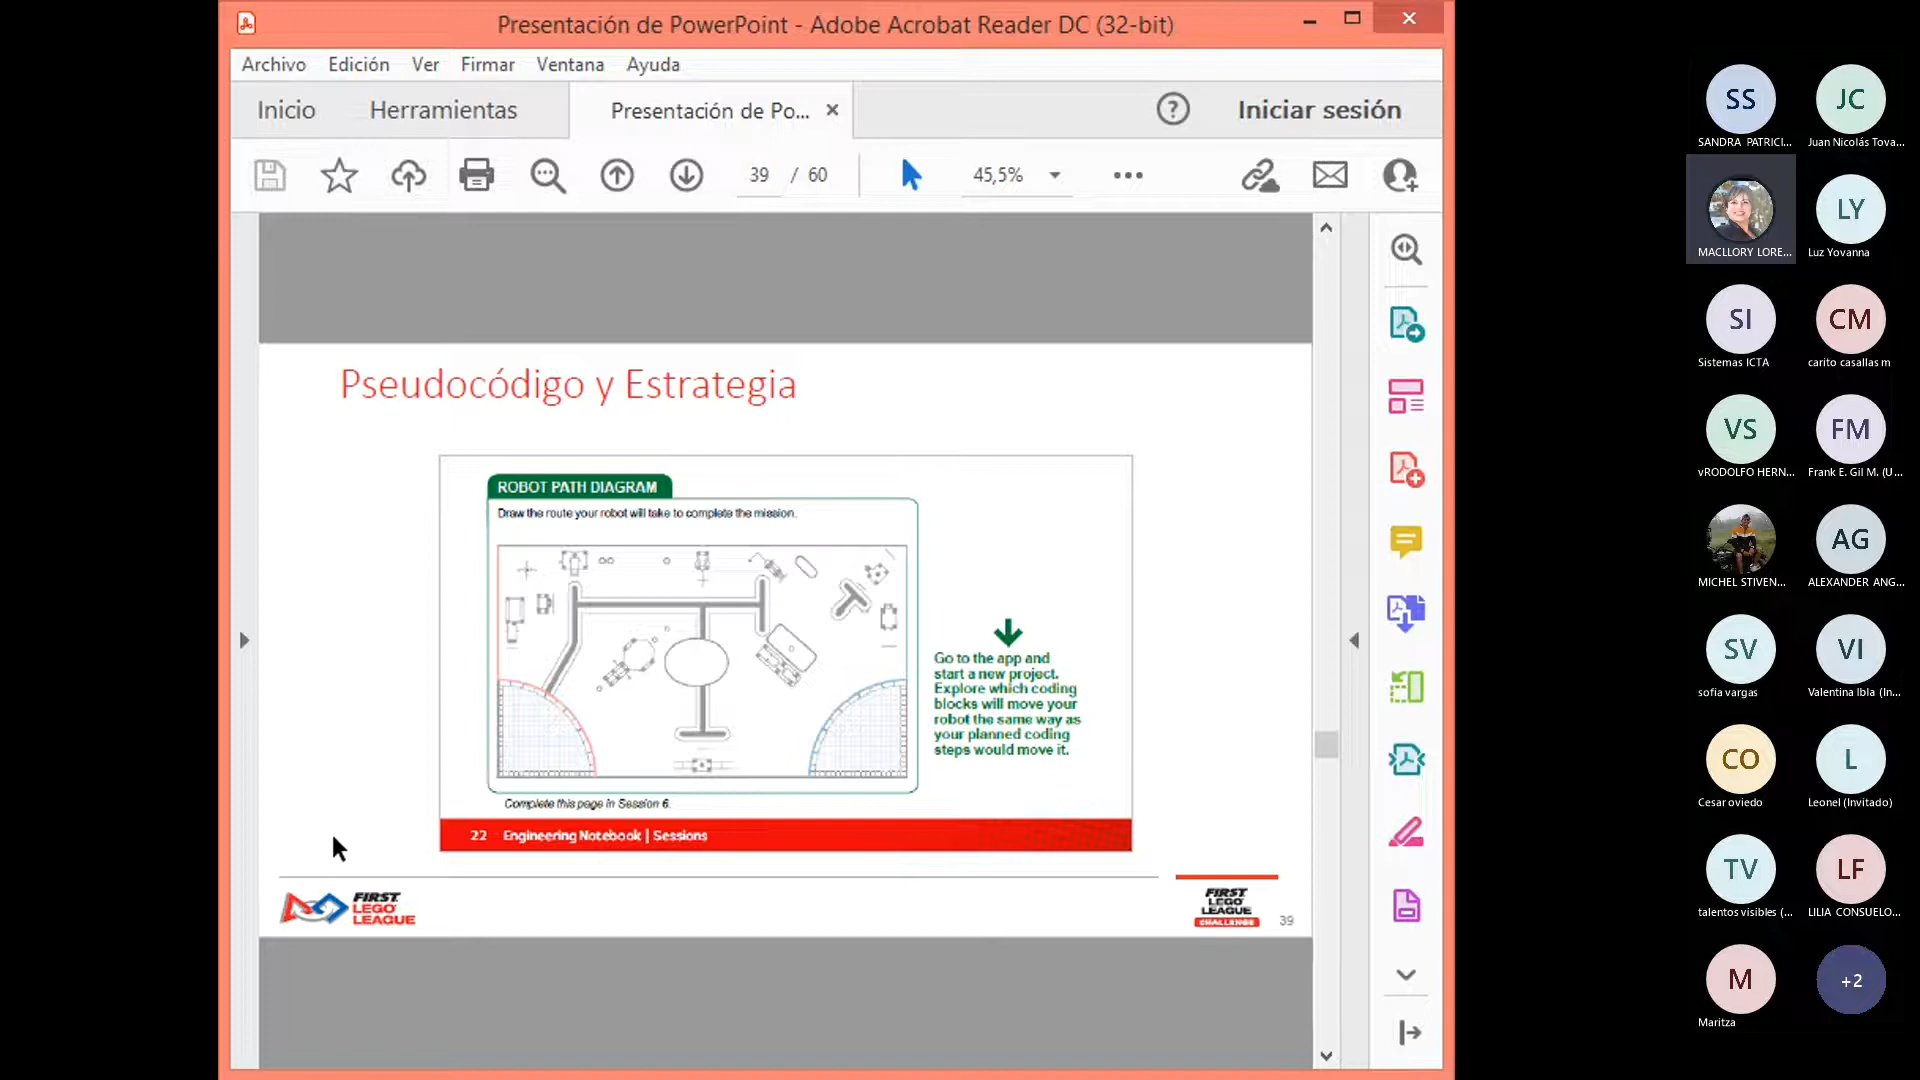 Presentación de PowerPoint - Adobe Acrobat Reader DC (32-bit)
Archivo Edición Ver Firmar Ventana Ayuda
Inicio Herramientas Presentación de Po... × ? Iniciar sesión
39 / 60 45,5%
Pseudocódigo y Estrategia
ROBOT PATH DIAGRAM
Draw the route your robot will take to complete the mission.
Go to the app and
start a new project.
Explore which coding
blocks will move your
robot the same way as
your planned coding
steps would move it.
Complete this page in Session 6.
22 Engineering Notebook | Sessions
FIRST
LEGO
LEAGUE
FIRST
LEGO
LEAGUE
CHALLENGE
39
SS
SANDRA PATRICI...
JC
Juan Nicolás Tova...
MACLLORY LORE...
LY
Luz Yovanna
SI
Sistemas ICTA
CM
carito casallas m
VS
vRODOLFO HERN...
FM
Frank E. Gil M. (U...
MICHEL STIVEN...
AG
ALEXANDER ANG...
SV
sofia vargas
VI
Valentina Ibla (In...
CO
Cesar oviedo
L
Leonel (Invitado)
TV
talentos visibles (...
LF
LILIA CONSUELO...
M
Maritza
+2